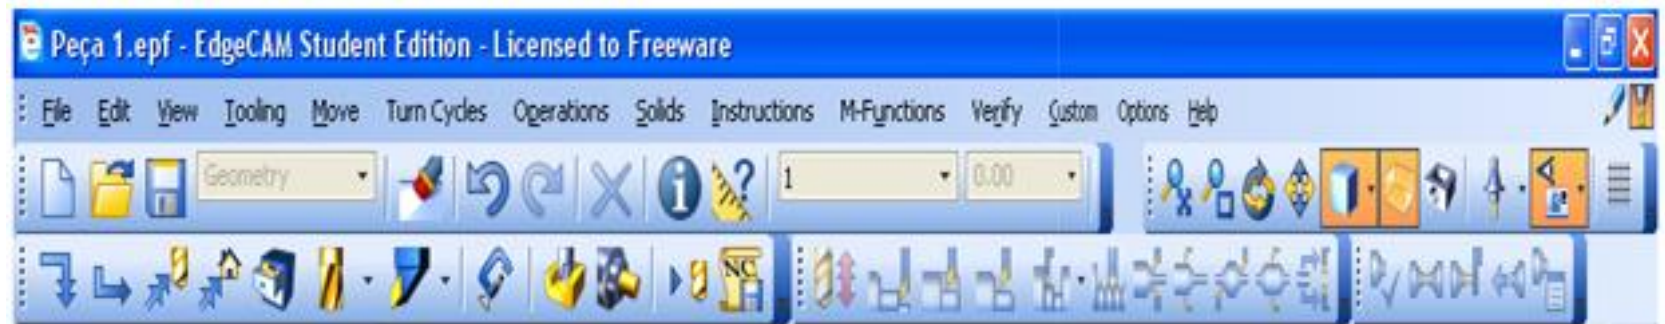 Peça 1.epf - EdgeCAM Student Edition - Licensed to Freeware
File Edit View Tooling Move Turn Cycles Operations Solids Instructions M-Functions Verify Custom Options Help
Geometry 1 0.00
NC